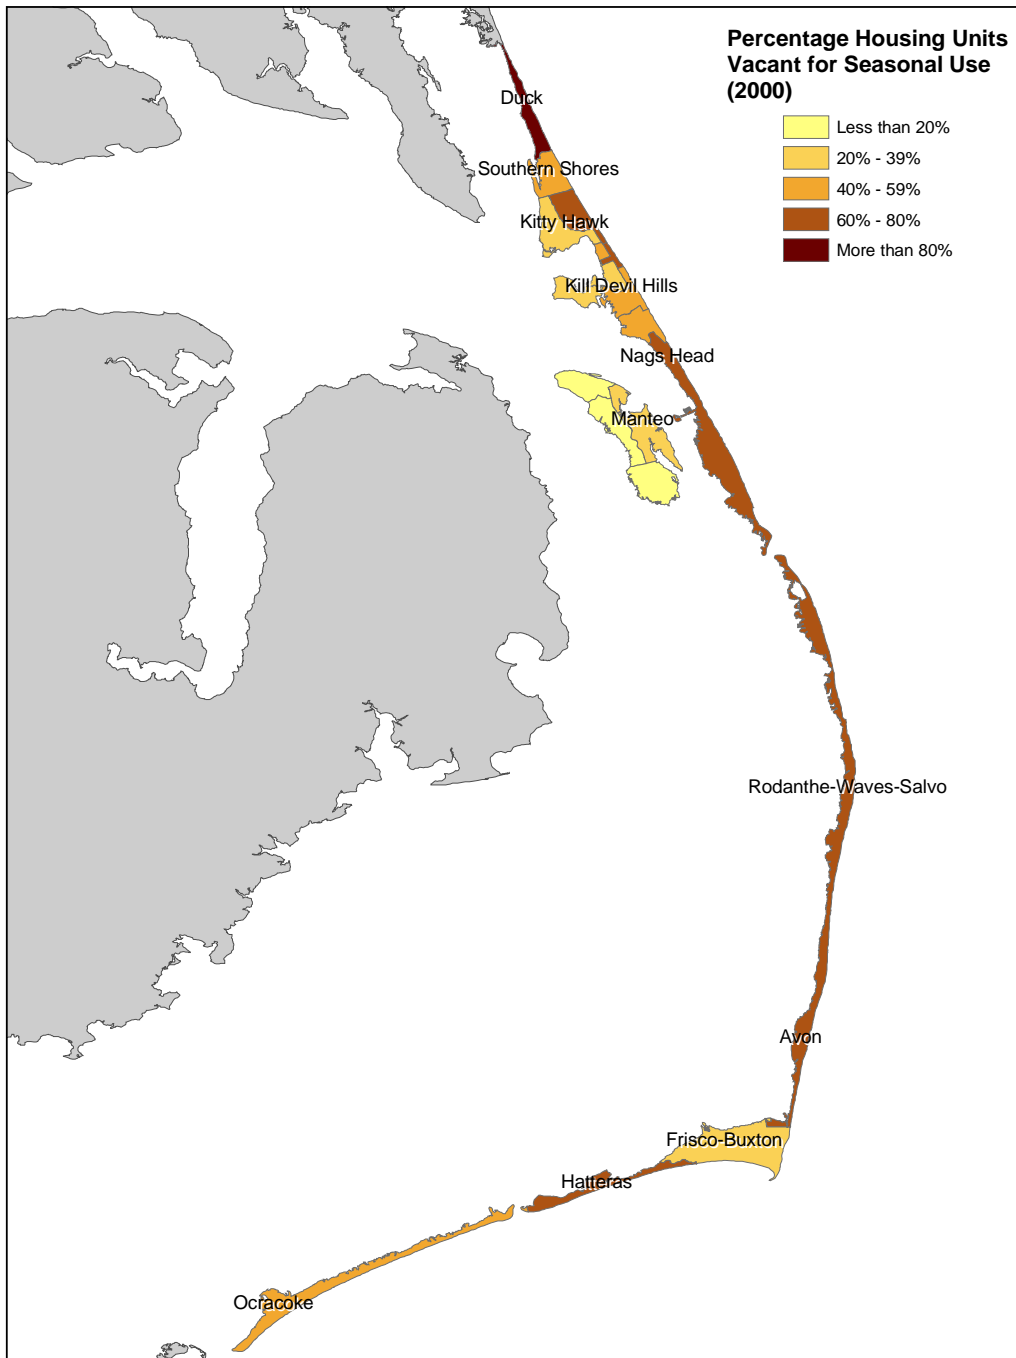 Percentage Housing Units
Vacant for Seasonal Use
(2000)
Less than 20%
20% - 39%
40% - 59%
60% - 80%
More than 80%
Duck
Southern Shores
Kitty Hawk
Kill Devil Hills
Nags Head
Manteo
Rodanthe-Waves-Salvo
Avon
Frisco-Buxton
Hatteras
Ocracoke